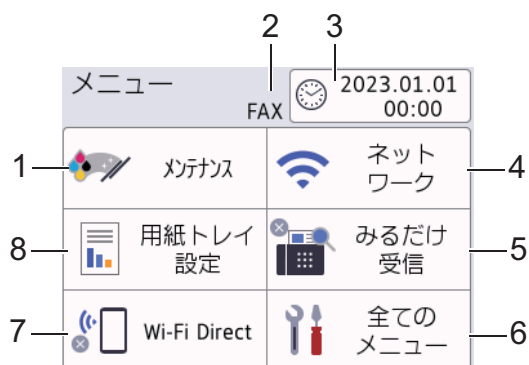 2 3
メニュー
FAX
2023.01.01
00:00
1
メンテナンス
ネット
ワーク
4
8
用紙トレイ
設定
みるだけ
受信
5
7
Wi-Fi Direct
全ての
メニュー
6